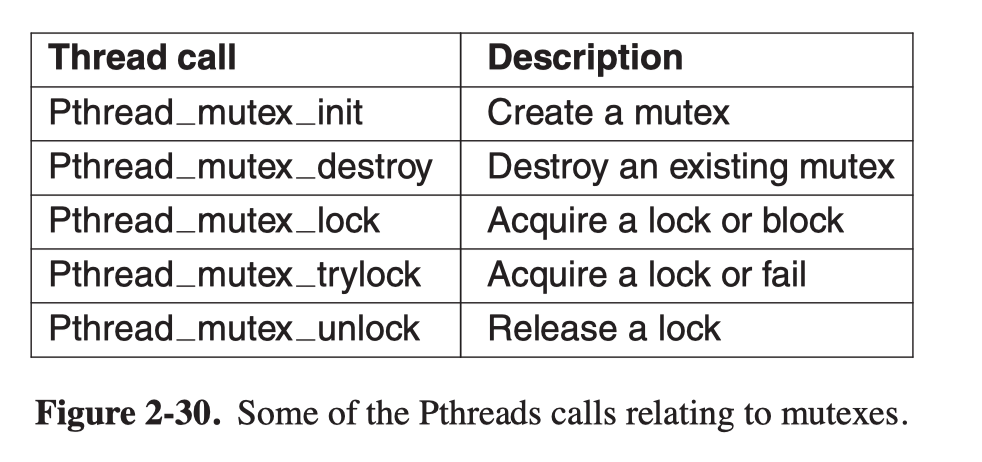 Thread call Description
Pthread_mutex_init Create a mutex
Pthread_mutex_destroy Destroy an existing mutex
Pthread_mutex_lock Acquire a lock or block
Pthread_mutex_trylock Acquire a lock or fail
Pthread_mutex_unlock Release a lock
Figure 2-30. Some of the Pthreads calls relating to mutexes.